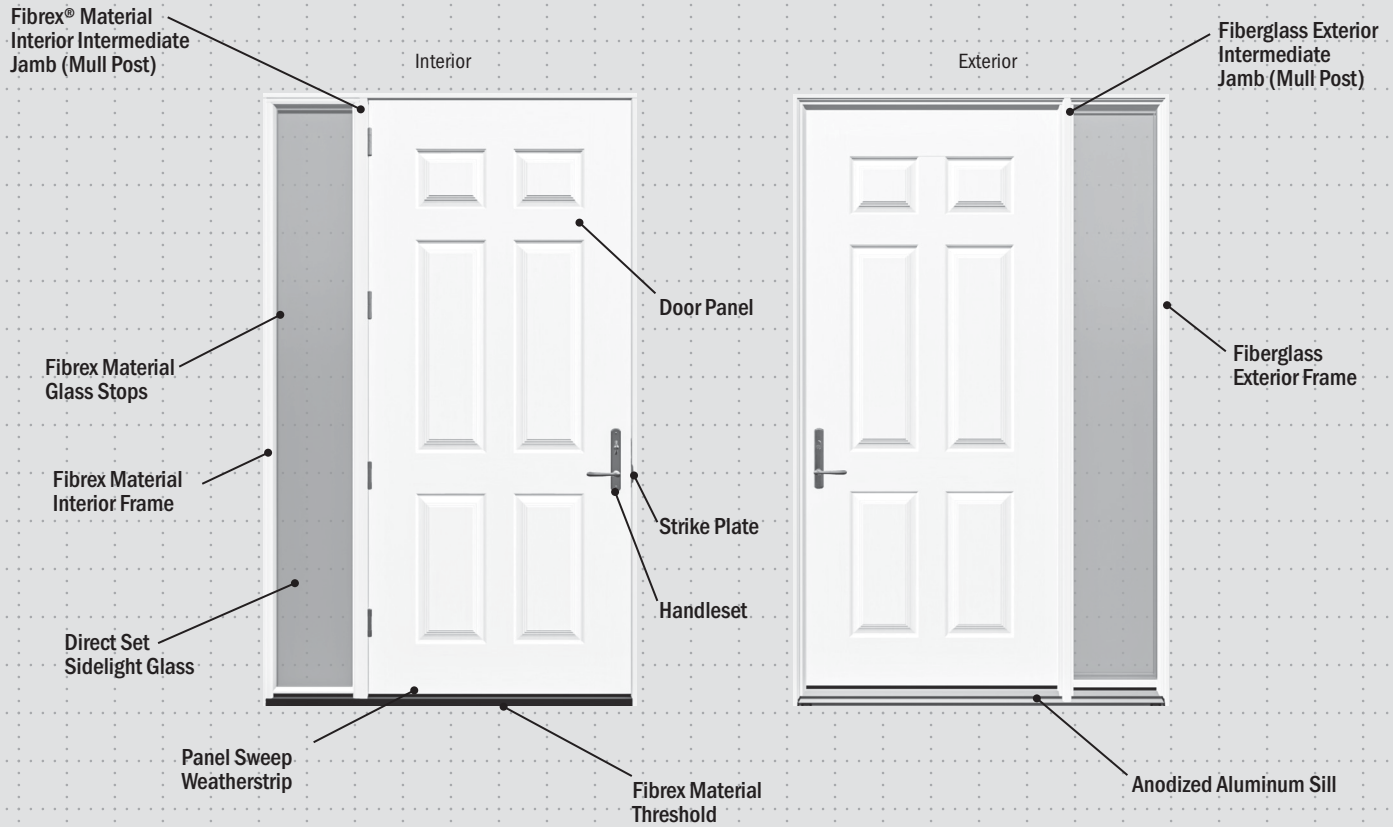 Fibrex® Material
Interior Intermediate
Jamb (Mull Post)
Interior
Exterior
Fiberglass Exterior
Intermediate
Jamb (Mull Post)
Door Panel
Fibrex Material
Glass Stops
Fiberglass
Exterior Frame
Fibrex Material
Interior Frame
Strike Plate
Handleset
Direct Set
Sidelight Glass
Panel Sweep
Weatherstrip
Fibrex Material
Threshold
Anodized Aluminum Sill